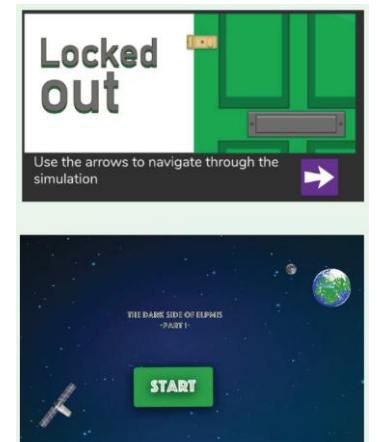 Locked
out
Use the arrows to navigate through the
simulation
THE DARK SIDE OF ELPMIS
-PART 1-
START